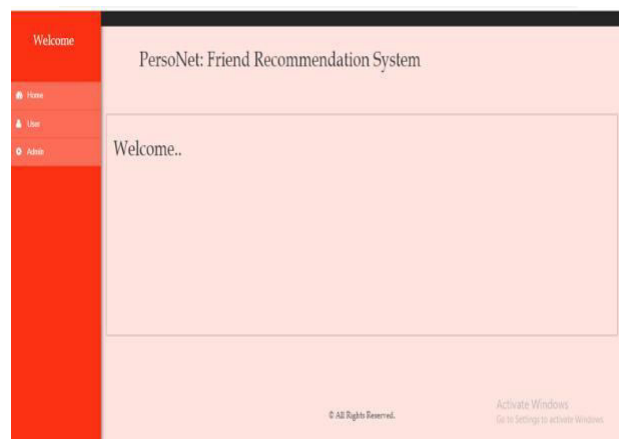 Welcome
PersoNet: Friend Recommendation System
Home
User
Admin
Welcome..
© All Rights Reserved.
Activate Windows
Go to Settings to activate Windows.